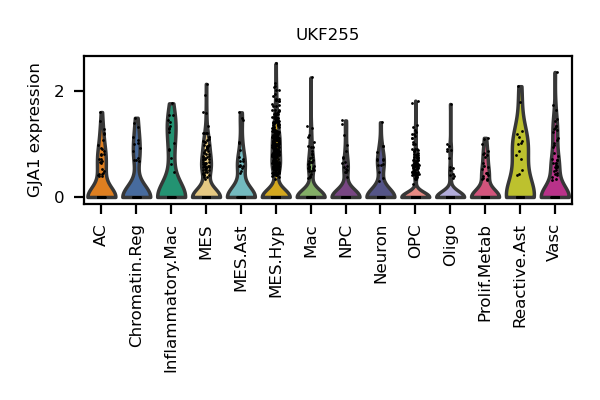 UKF255
GJA1 expression
2
0
AC
Chromatin.Reg
Inflammatory.Mac
MES
MES.Ast
MES.Hyp
Mac
NPC
Neuron
OPC
Oligo
Prolif.Metab
Reactive.Ast
Vasc